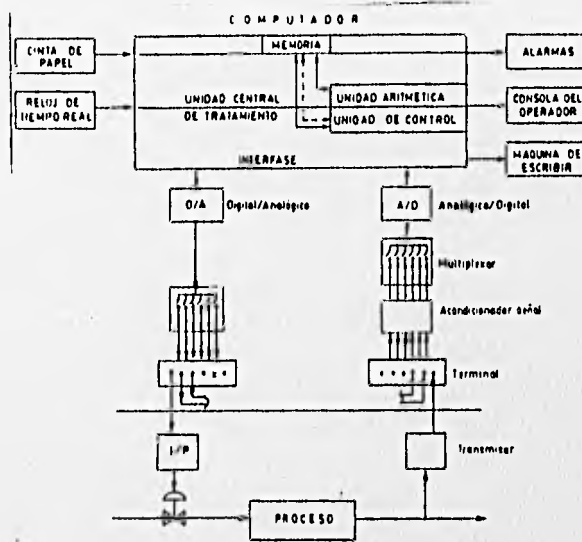 COMPUTADOR
CINTA DE
PAPEL
MEMORIA
ALARMAS
RELOJ DE
TIEMPO REAL
UNIDAD CENTRAL
DE TRATAMIENTO
UNIDAD ARITMETICA
UNIDAD DE CONTROL
CONSOLA DEL
OPERADOR
INTERFASE
MAQUINA DE
ESCRIBIR
D/A
Digital/Analógico
A/D
Analógico/Digital
Multiplexor
Acondicionador señal
Terminal
I/P
Transmisor
PROCESO